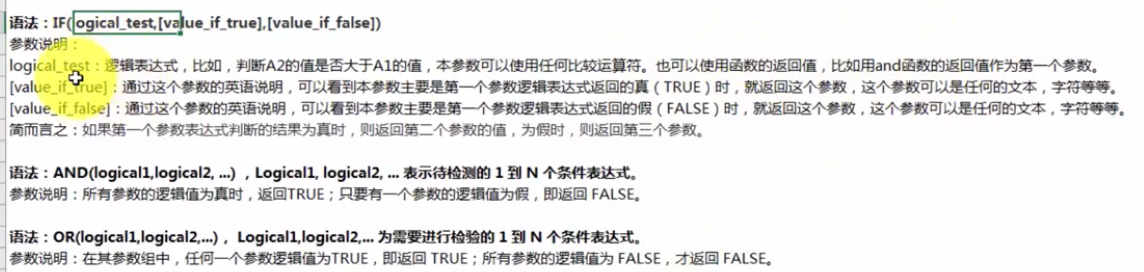 语法：IF(logical_test,[value_if_true],[value_if_false])
参数说明：
logical_test：逻辑表达式，比如，判断A2的值是否大于A1的值，本参数可以使用任何比较运算符。也可以使用函数的返回值，比如用and函数的返回值作为第一个参数。
[value_if_true]：通过这个参数的英语说明，可以看到本参数主要是第一个参数逻辑表达式返回的真（TRUE）时，就返回这个参数，这个参数可以是任何的文本，字符等等。
[value_if_false]：通过这个参数的英语说明，可以看到本参数主要是第一个参数逻辑表达式返回的假（FALSE）时，就返回这个参数，这个参数可以是任何的文本，字符等等。
简而言之：如果第一个参数表达式判断的结果为真时，则返回第二个参数的值，为假时，则返回第三个参数。
语法：AND(logical1,logical2, ...) ，Logical1, logical2, ... 表示待检测的 1 到 N 个条件表达式。
参数说明：所有参数的逻辑值为真时，返回TRUE；只要有一个参数的逻辑值为假，即返回 FALSE。
语法：OR(logical1,logical2,...) ， Logical1,logical2,... 为需要进行检验的 1 到 N 个条件表达式。
参数说明：在其参数组中，任何一个参数逻辑值为TRUE，即返回 TRUE；所有参数的逻辑值为 FALSE，才返回 FALSE。